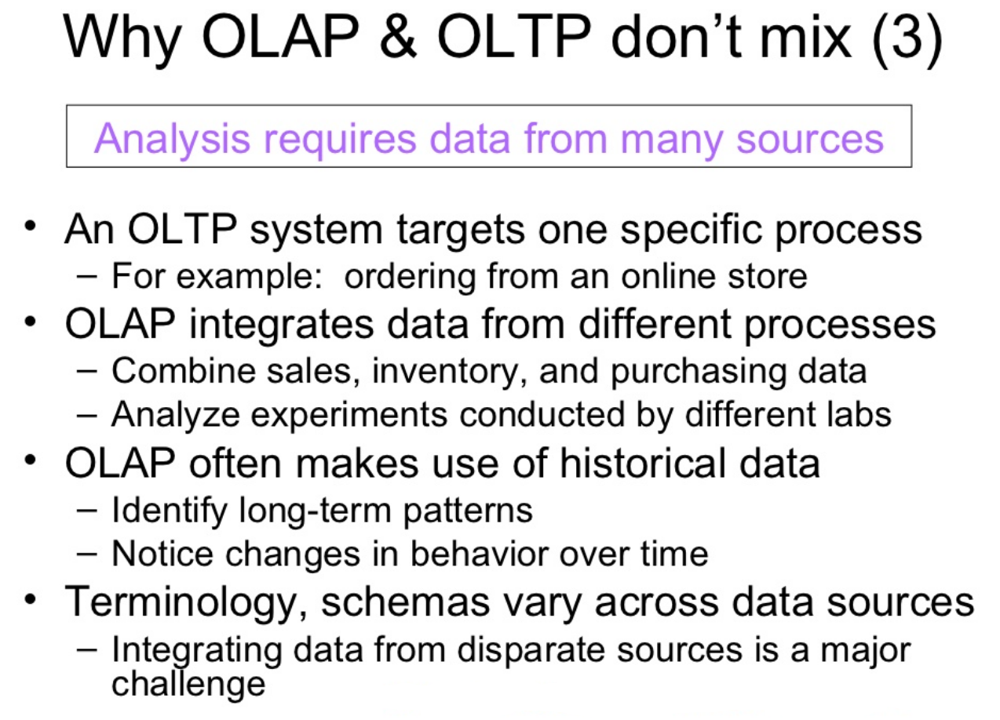 Why OLAP & OLTP don’t mix (3)
Analysis requires data from many sources
• An OLTP system targets one specific process
– For example:  ordering from an online store
• OLAP integrates data from different processes
– Combine sales, inventory, and purchasing data
– Analyze experiments conducted by different labs
• OLAP often makes use of historical data
– Identify long-term patterns
– Notice changes in behavior over time
• Terminology, schemas vary across data sources
– Integrating data from disparate sources is a major
challenge